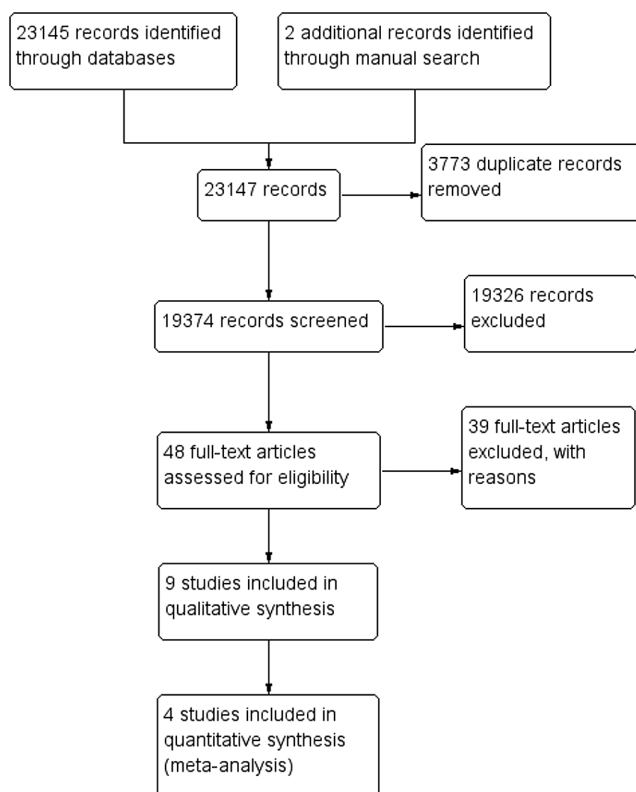 23145 records identified
through databases
2 additional records identified
through manual search
23147 records
3773 duplicate records
removed
19374 records screened
19326 records
excluded
48 full-text articles
assessed for eligibility
39 full-text articles
excluded, with
reasons
9 studies included in
qualitative synthesis
4 studies included in
quantitative synthesis
(meta-analysis)